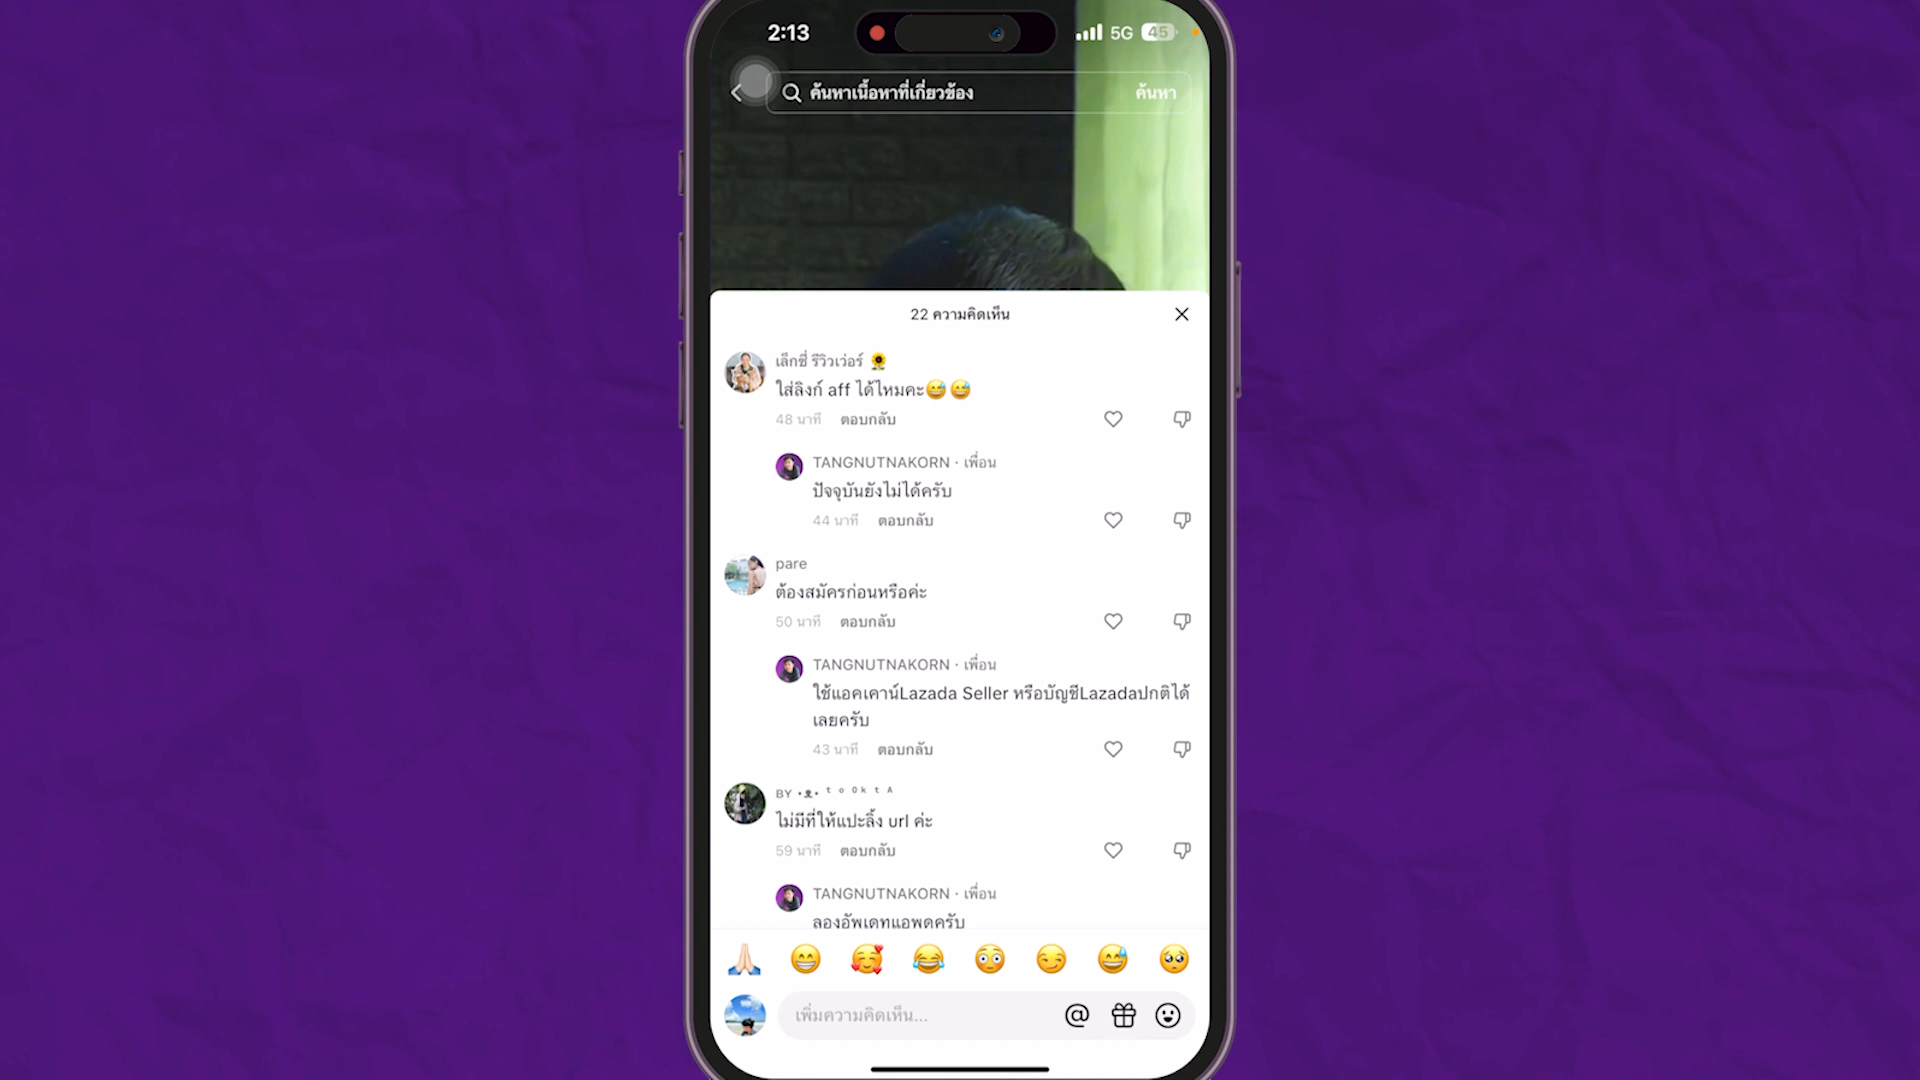 2:13
5G 45
ค้นหาเนื้อหาที่เกี่ยวข้อง
ค้นหา
22 ความคิดเห็น
เล็กซี่ รีวิวเว่อร์ 🌻
ใส่ลิงก์ aff ได้ไหมคะ😅😅
48 นาที ตอบกลับ
TANGNUTNAKORN · เพื่อน
ปัจจุบันยังไม่ได้ครับ
44 นาที ตอบกลับ
pare
ต้องสมัครก่อนหรือค่ะ
50 นาที ตอบกลับ
TANGNUTNAKORN · เพื่อน
ใช้แอคเคาน์Lazada Seller หรือบัญชีLazadaปกติได้
เลยครับ
43 นาที ตอบกลับ
BY •ᴥ• ᵗ ᵒ ⁰ ᵏ ᵗ ᴬ
ไม่มีที่ให้แปะลิ้ง url ค่ะ
59 นาที ตอบกลับ
TANGNUTNAKORN · เพื่อน
ลองอัพเดทแอพดูครับ
เพิ่มความคิดเห็น...